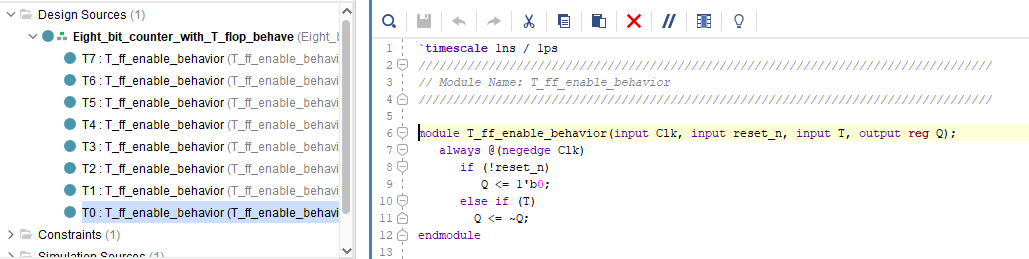 Design Sources (1)
Eight_bit_counter_with_T_flop_behave (Eight_b
T7 : T_ff_enable_behavior (T_ff_enable_behavi
T6 : T_ff_enable_behavior (T_ff_enable_behavi
T5 : T_ff_enable_behavior (T_ff_enable_behavi
T4 : T_ff_enable_behavior (T_ff_enable_behavi
T3 : T_ff_enable_behavior (T_ff_enable_behavi
T2 : T_ff_enable_behavior (T_ff_enable_behavi
T1 : T_ff_enable_behavior (T_ff_enable_behavi
T0 : T_ff_enable_behavior (T_ff_enable_behavi
Constraints (1)
Simulation Sources (1)
1 `timescale 1ns / 1ps
2 //////////////////////////////////////////////////////////////////////////////////
3 // Module Name: T_ff_enable_behavior
4 //////////////////////////////////////////////////////////////////////////////////
5
6 module T_ff_enable_behavior(input Clk, input reset_n, input T, output reg Q);
7 always @(negedge Clk)
8 if (!reset_n)
9 Q <= 1'b0;
10 else if (T)
11 Q <= ~Q;
12 endmodule
13